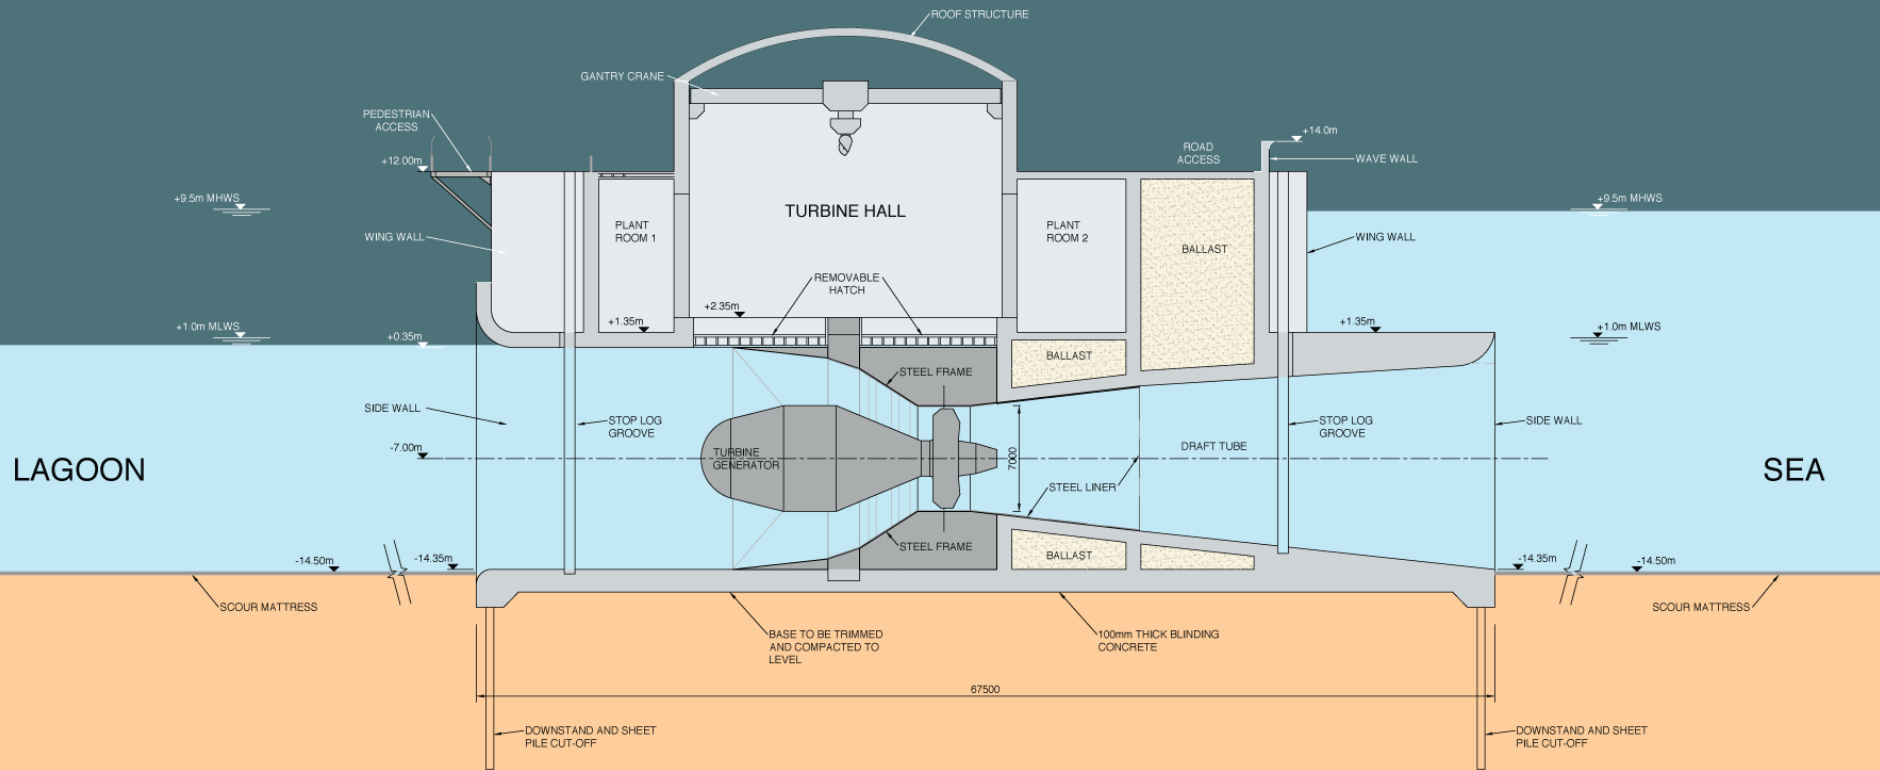 ROOF STRUCTURE
GANTRY CRANE
PEDESTRIAN
ACCESS
+14.0m
ROAD
ACCESS
WAVE WALL
+12.00m
+9.5m MHWS
+9.5m MHWS
TURBINE HALL
PLANT
ROOM 1
PLANT
ROOM 2
WING WALL
WING WALL
BALLAST
REMOVABLE
HATCH
+2.35m
+1.35m
+1.35m
+1.0m MLWS
+1.0m MLWS
+0.35m
BALLAST
STEEL FRAME
SIDE WALL
STOP LOG
GROOVE
STOP LOG
GROOVE
SIDE WALL
-7.00m
TURBINE
GENERATOR
7000
DRAFT TUBE
LAGOON
SEA
STEEL LINER
STEEL FRAME
BALLAST
-14.50m
-14.35m
-14.35m
-14.50m
SCOUR MATTRESS
SCOUR MATTRESS
BASE TO BE TRIMMED
AND COMPACTED TO
LEVEL
100mm THICK BLINDING
CONCRETE
67500
DOWNSTAND AND SHEET
PILE CUT-OFF
DOWNSTAND AND SHEET
PILE CUT-OFF